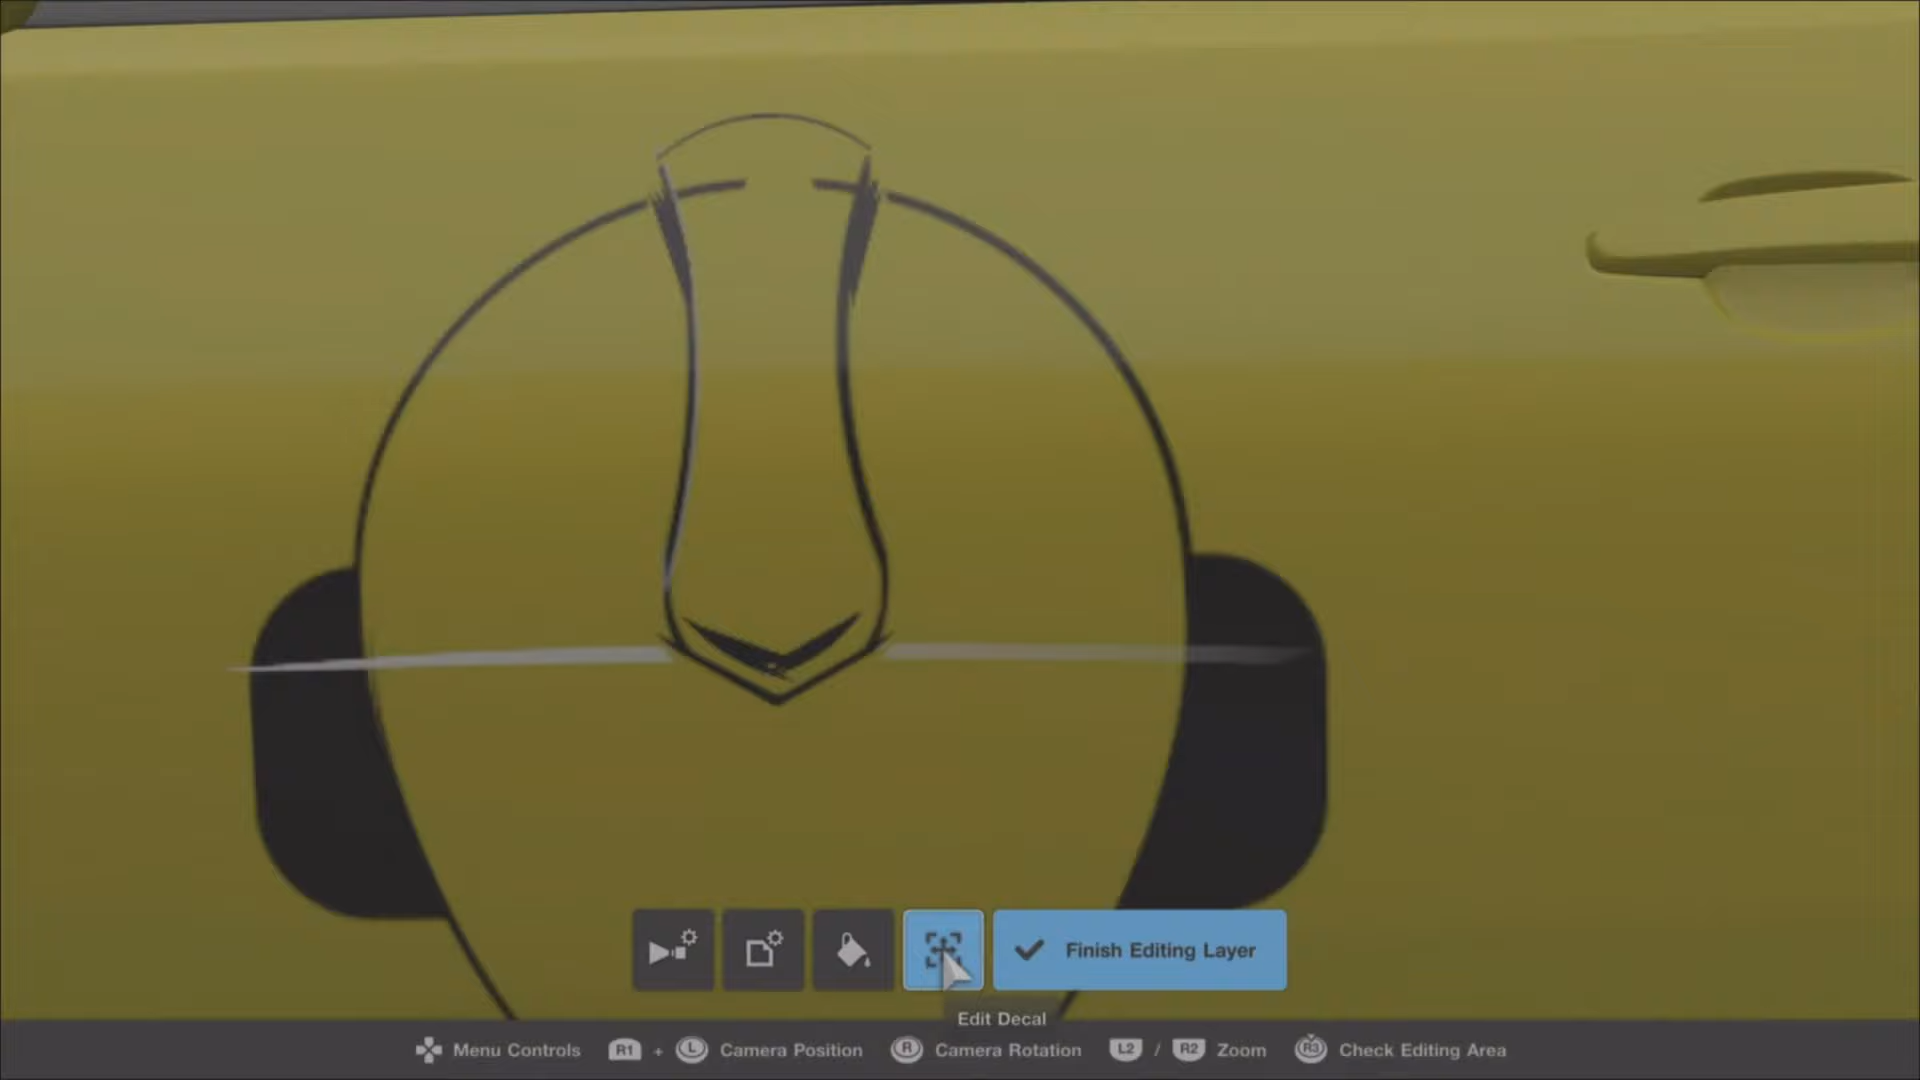 Finish Editing Layer
Edit Decal
Menu Controls R1 + L Camera Position R Camera Rotation L2 / R2 Zoom R3 Check Editing Area